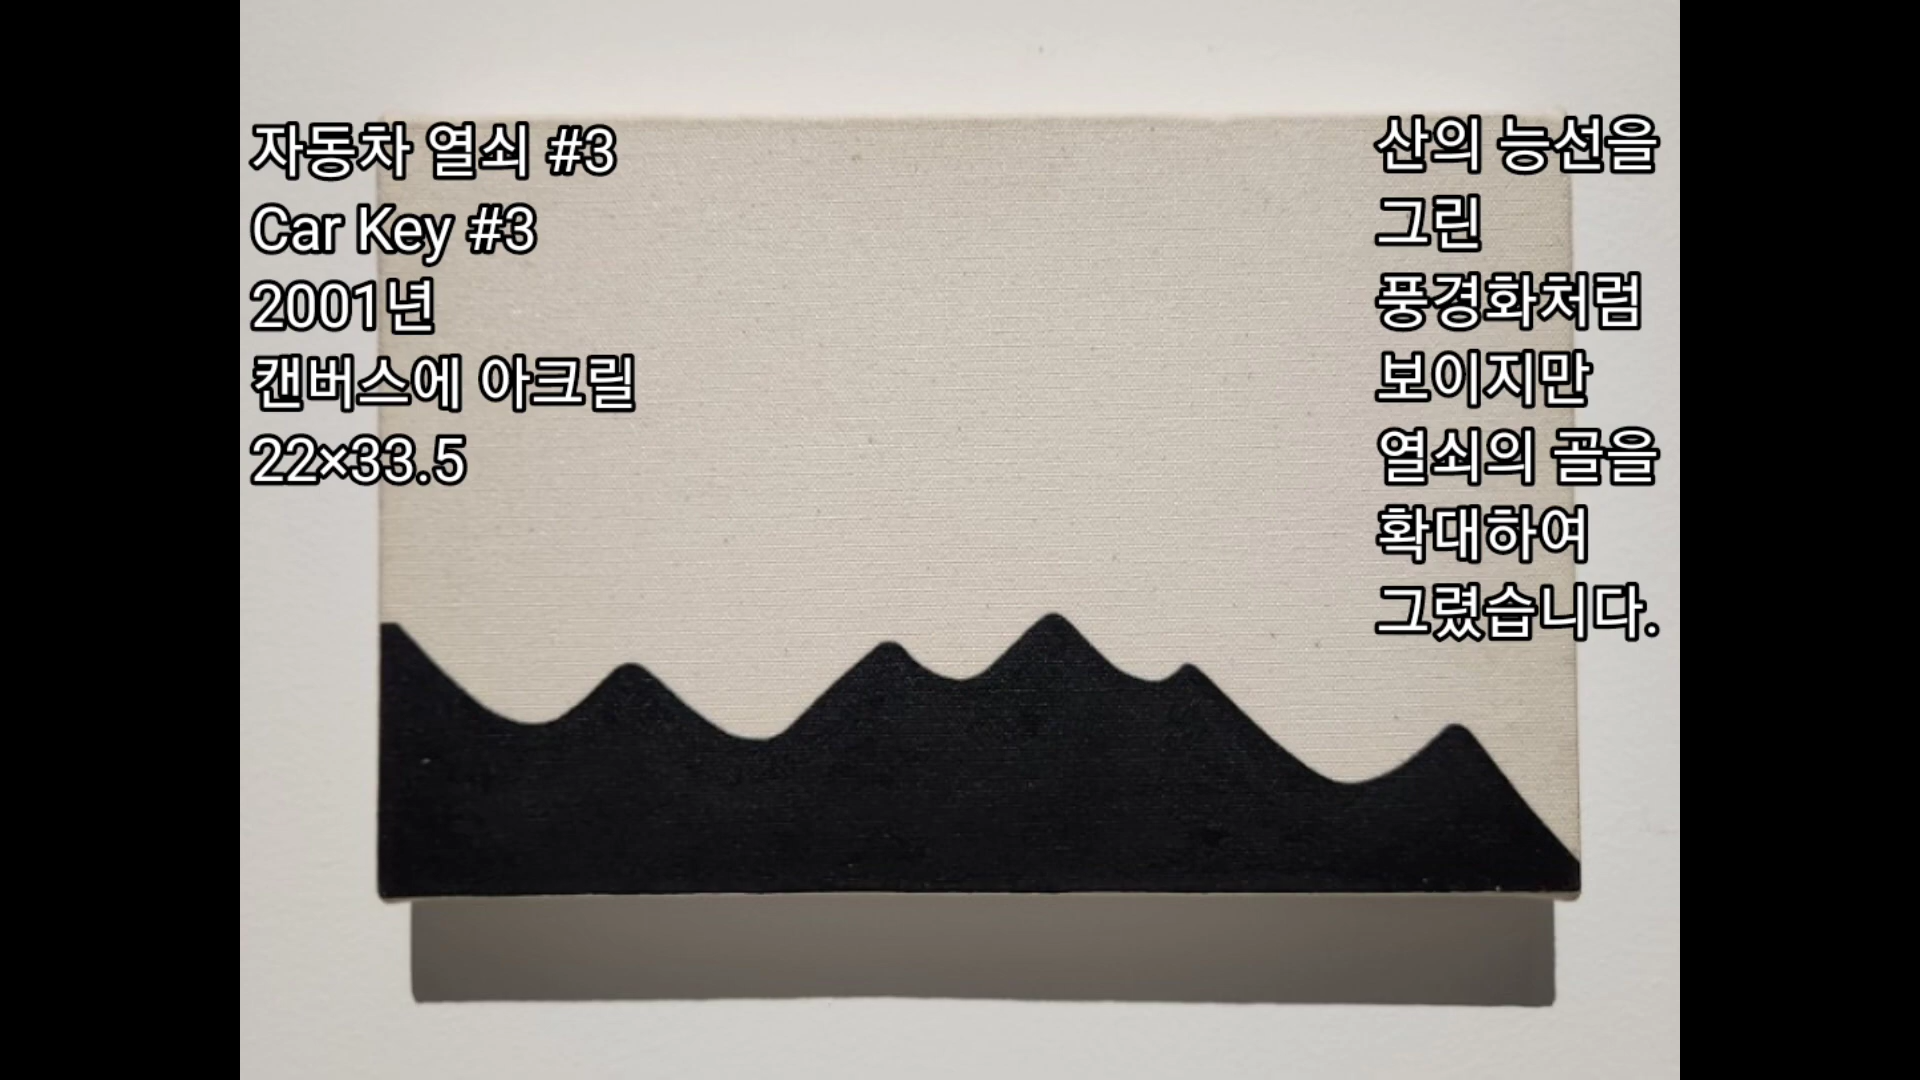 자동차 열쇠 #3
Car Key #3
2001년
캔버스에 아크릴
22×33.5
산의 능선을
그린
풍경화처럼
보이지만
열쇠의 골을
확대하여
그렸습니다.